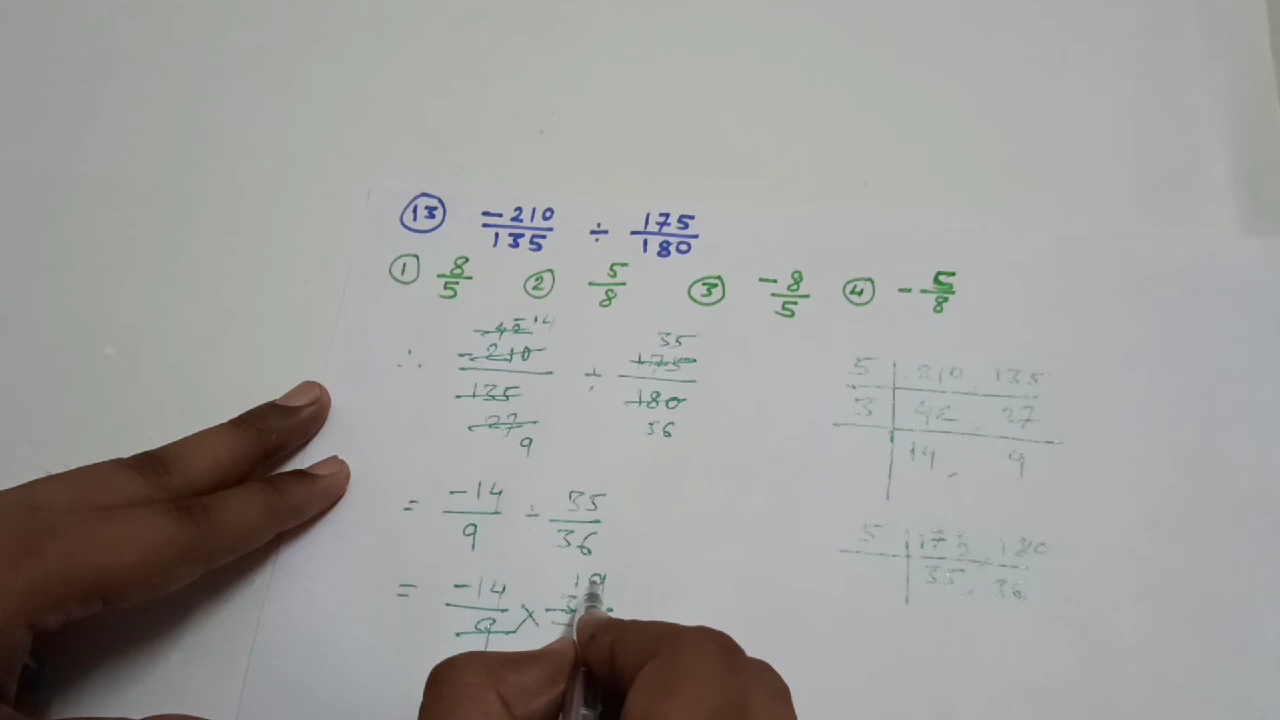 13 -210/135 ÷ 175/180
1 8/5 2 5/8 3 -8/5 4 -5/8
-42 -14 35
∴ -210/135 ÷ 175/180
27 36
9
= -14/9 ÷ 35/36
= -14/9 ×
5 210, 135
3 42, 27
14, 9
5 175, 180
35, 36